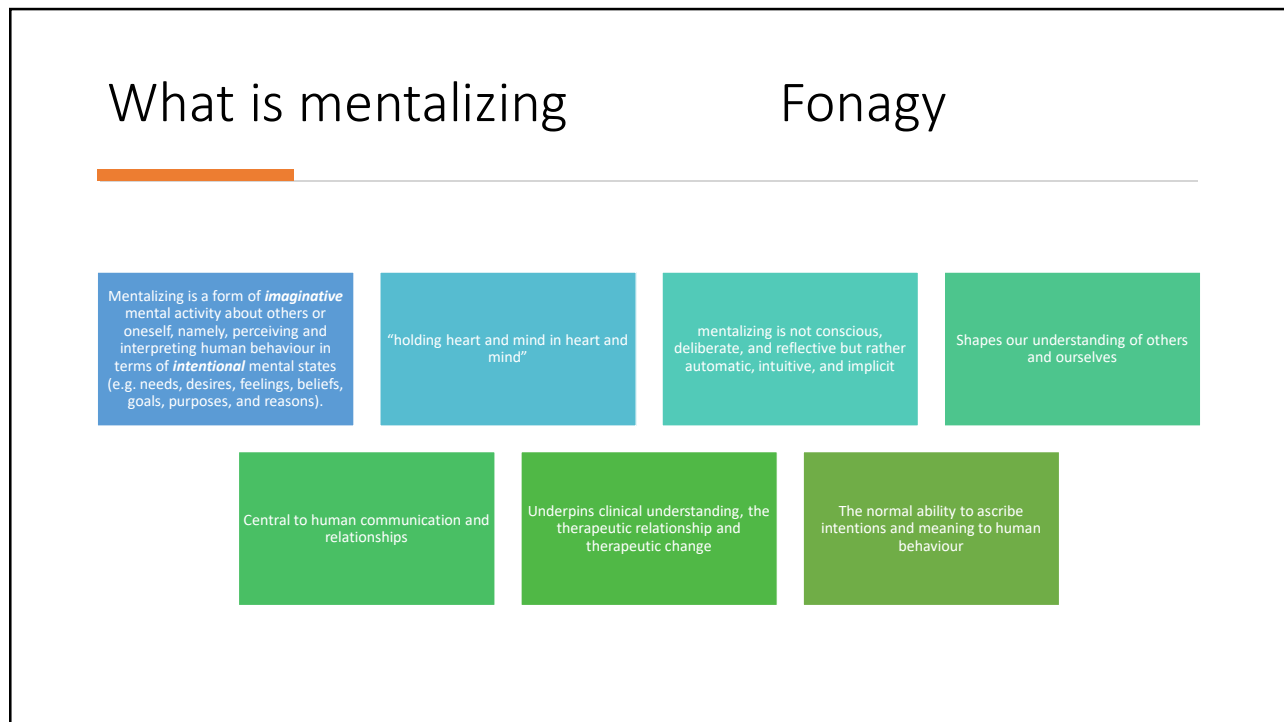 What is mentalizing Fonagy
Mentalizing is a form of imaginative
mental activity about others or
oneself, namely, perceiving and
interpreting human behaviour in
terms of intentional mental states
(e.g. needs, desires, feelings, beliefs,
goals, purposes, and reasons).
“holding heart and mind in heart and
mind”
mentalizing is not conscious,
deliberate, and reflective but rather
automatic, intuitive, and implicit
Shapes our understanding of others
and ourselves
Central to human communication and
relationships
Underpins clinical understanding, the
therapeutic relationship and
therapeutic change
The normal ability to ascribe
intentions and meaning to human
behaviour